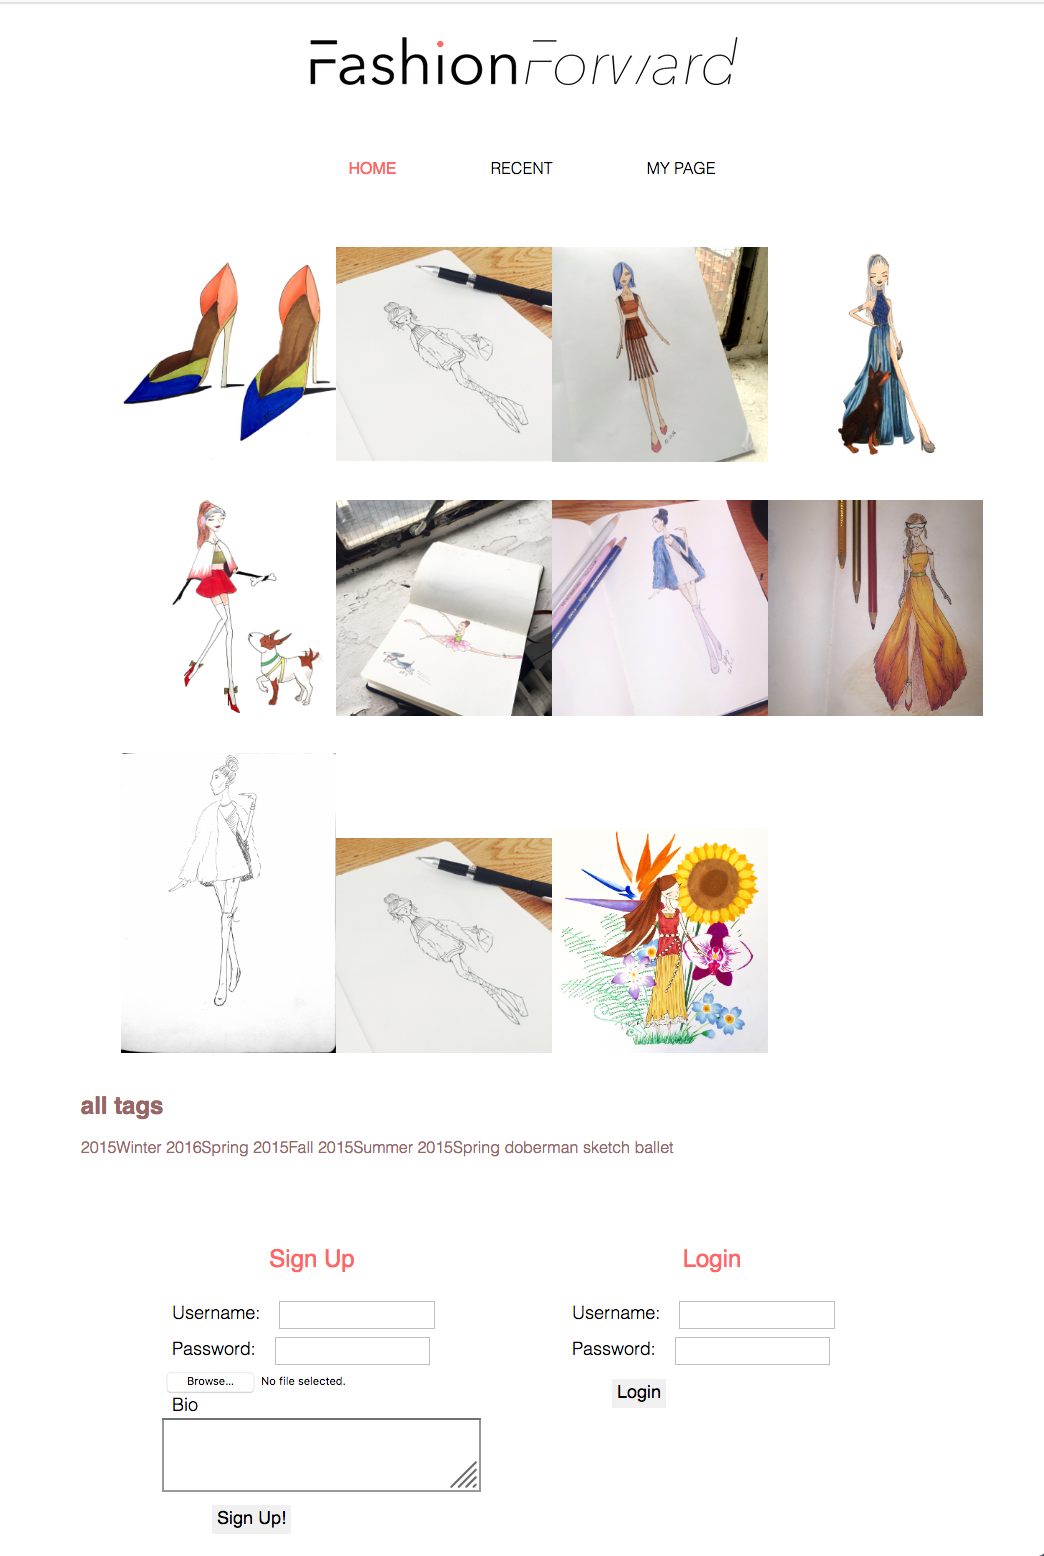 FashionForward
HOME RECENT MY PAGE
all tags
2015Winter 2016Spring 2015Fall 2015Summer 2015Spring doberman sketch ballet
Sign Up Login
Username: Username:
Password: Password:
Browse... No file selected.
Login
Bio
Sign Up!